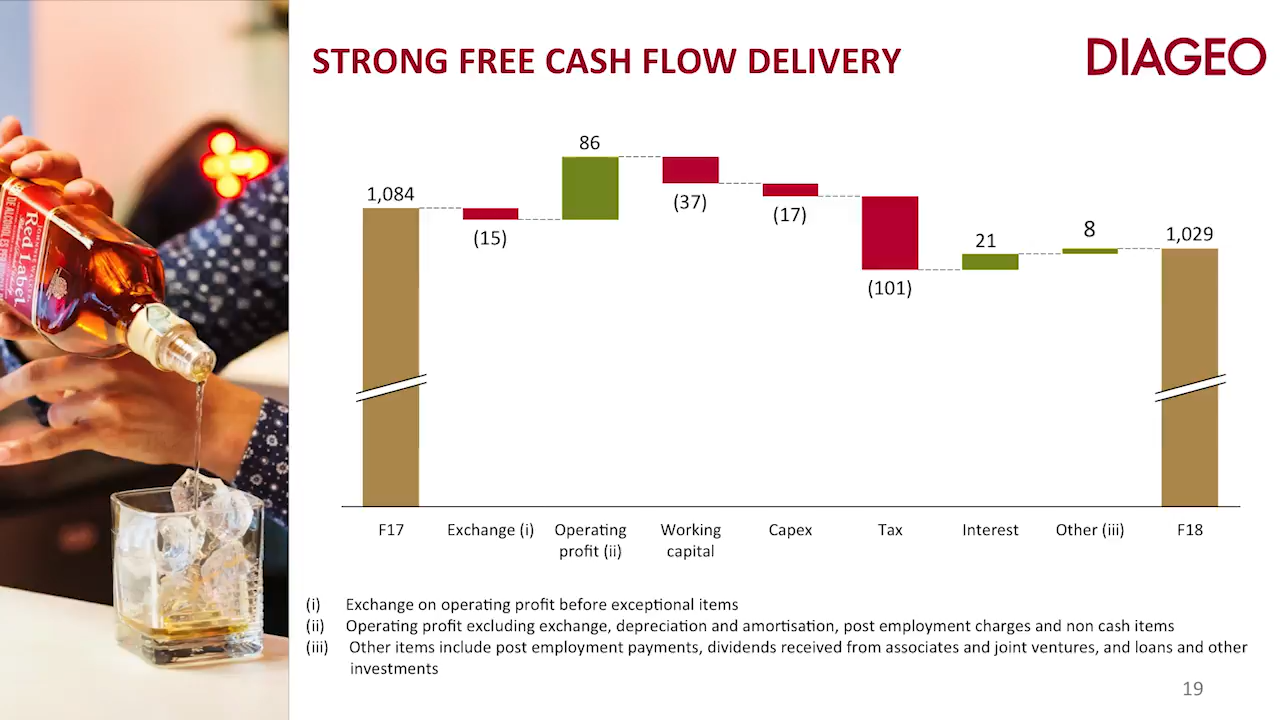 STRONG FREE CASH FLOW DELIVERY
DIAGEO
1,084
(15)
86
(37)
(17)
(101)
21
8
1,029
F17
Exchange (i)
Operating
profit (ii)
Working
capital
Capex
Tax
Interest
Other (iii)
F18
(i) Exchange on operating profit before exceptional items
(ii) Operating profit excluding exchange, depreciation and amortisation, post employment charges and non cash items
(iii) Other items include post employment payments, dividends received from associates and joint ventures, and loans and other
investments
19
Red Label